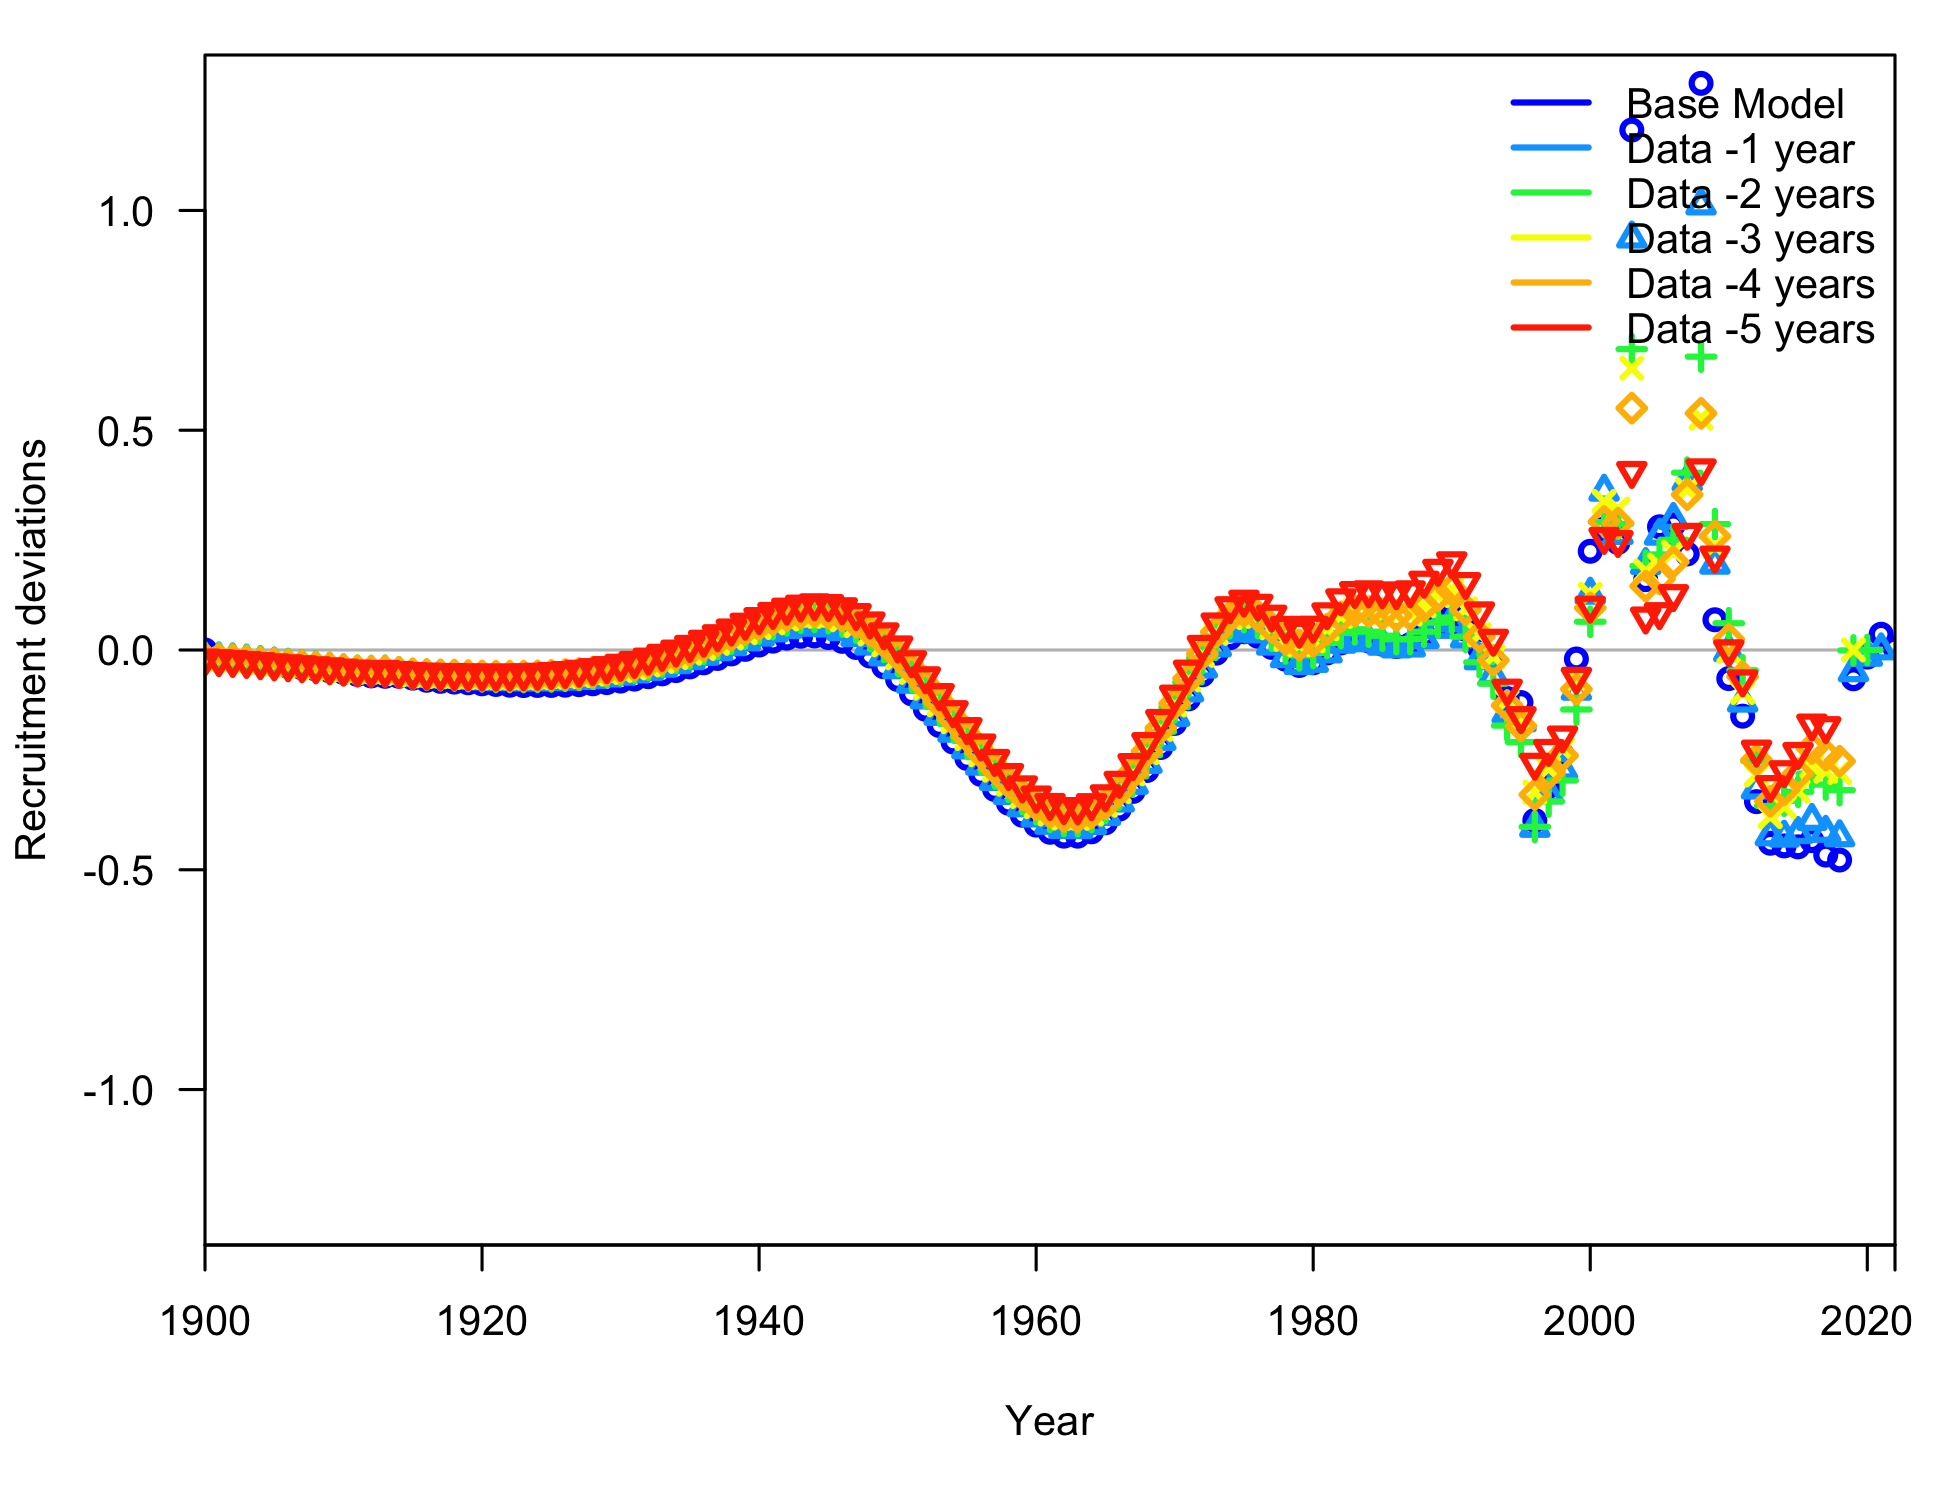 Base Model
Data -1 year
Data -2 years
Data -3 years
Data -4 years
Data -5 years
Recruitment deviations
1.0
0.5
0.0
-0.5
-1.0
1900 1920 1940 1960 1980 2000 2020
Year